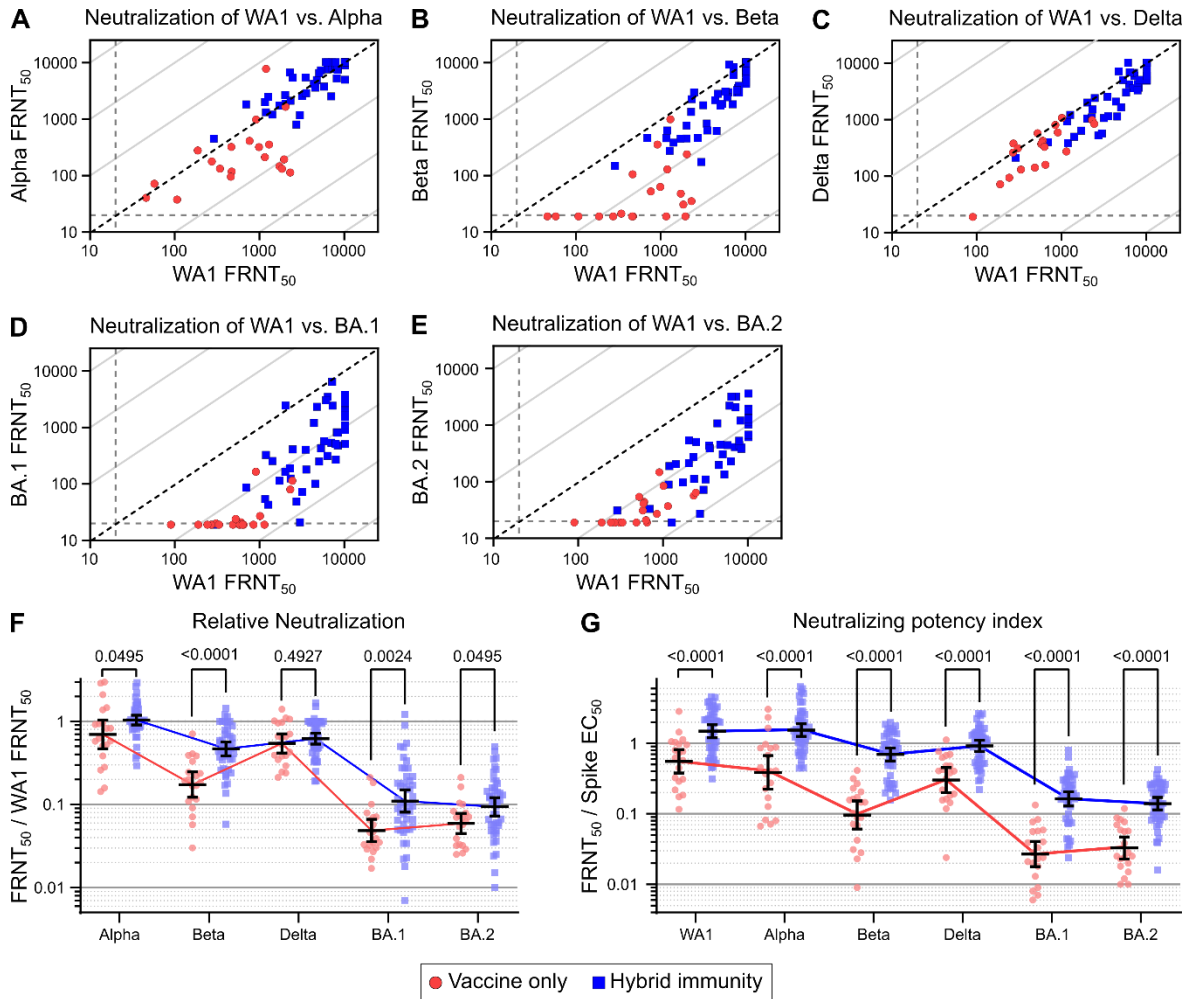 A Neutralization of WA1 vs. Alpha
Alpha FRNT50
10000
1000
100
10
10 100 1000 10000
WA1 FRNT50
B Neutralization of WA1 vs. Beta
Beta FRNT50
10000
1000
100
10
10 100 1000 10000
WA1 FRNT50
C Neutralization of WA1 vs. Delta
Delta FRNT50
10000
1000
100
10
10 100 1000 10000
WA1 FRNT50
D Neutralization of WA1 vs. BA.1
BA.1 FRNT50
10000
1000
100
10
10 100 1000 10000
WA1 FRNT50
E Neutralization of WA1 vs. BA.2
BA.2 FRNT50
10000
1000
100
10
10 100 1000 10000
WA1 FRNT50
F Relative Neutralization
0.0495 <0.0001 0.4927 0.0024 0.0495
FRNT50 / WA1 FRNT50
1
0.1
0.01
Alpha Beta Delta BA.1 BA.2
G Neutralizing potency index
<0.0001 <0.0001 <0.0001 <0.0001 <0.0001 <0.0001
FRNT50 / Spike EC50
10
1
0.1
0.01
WA1 Alpha Beta Delta BA.1 BA.2
Vaccine only Hybrid immunity